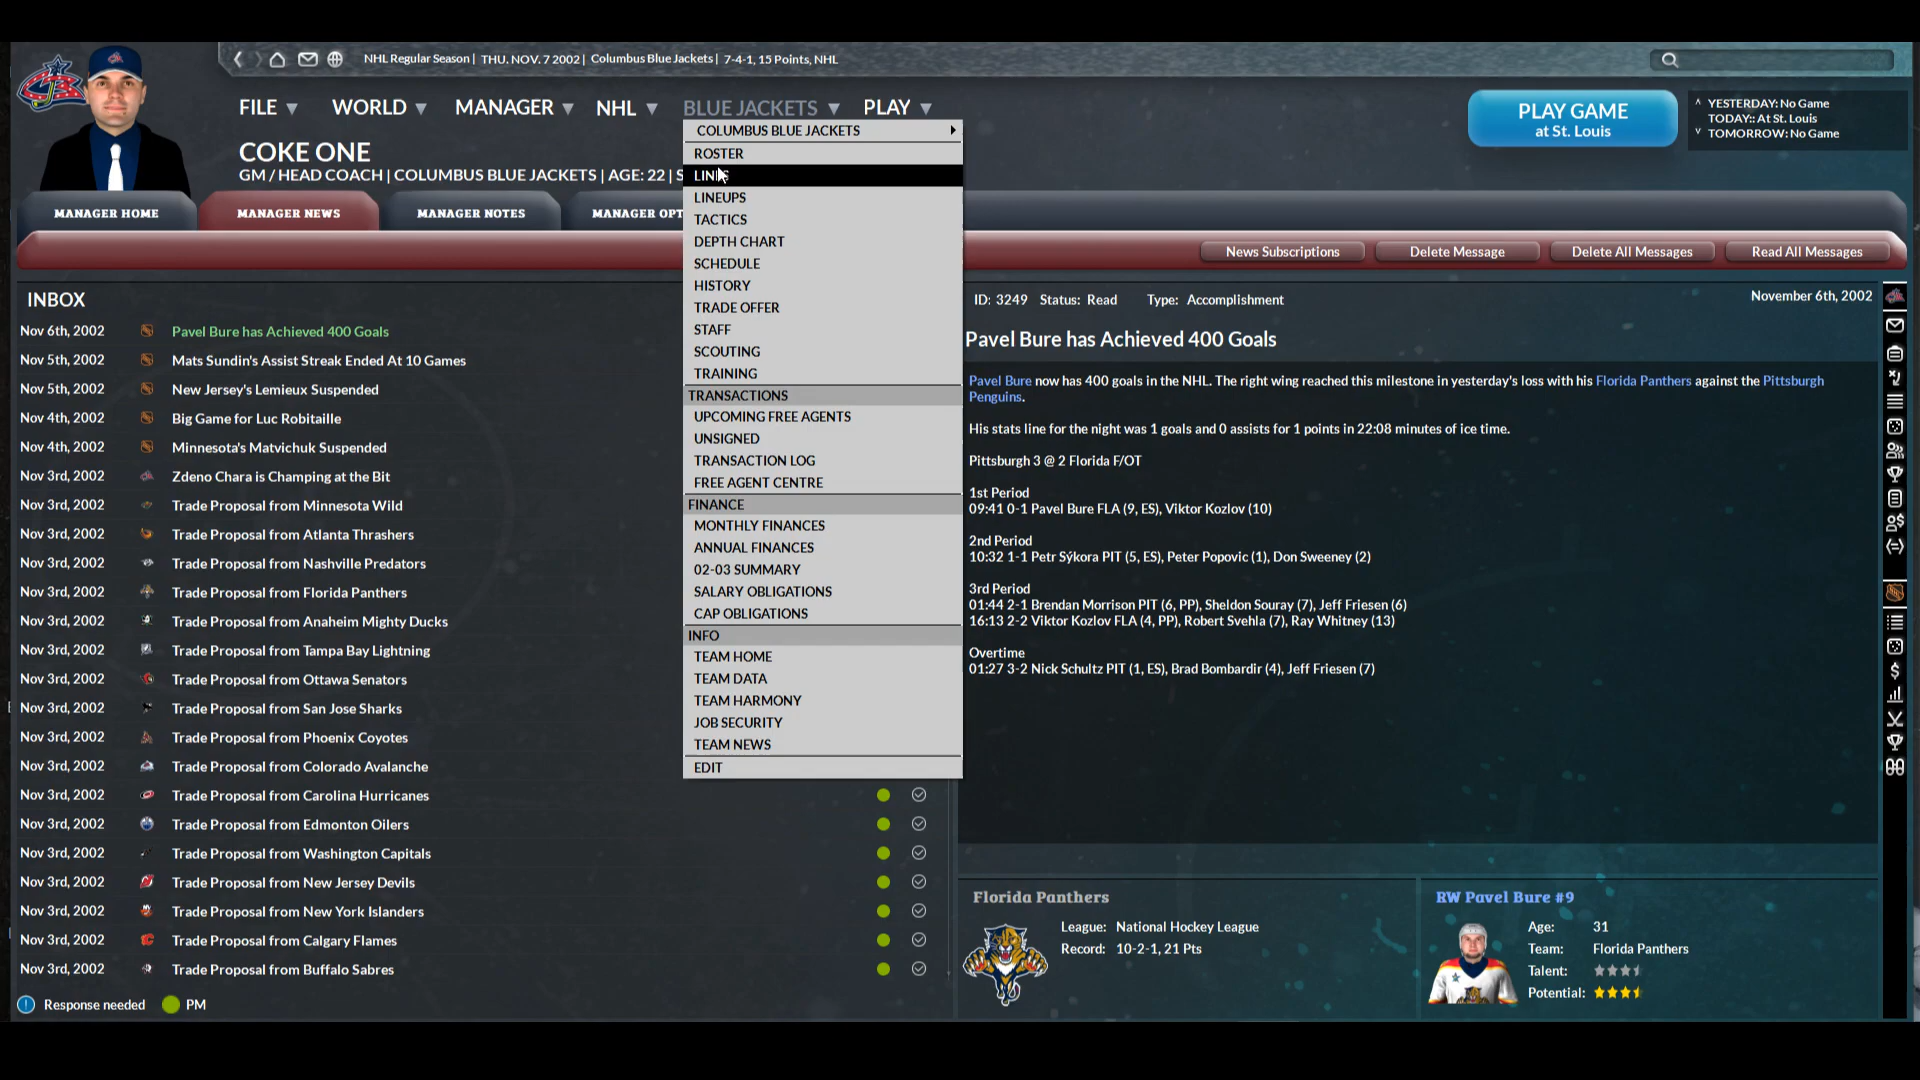 NHL Regular Season | THU. NOV. 7 2002 | Columbus Blue Jackets | 7-4-1, 15 Points, NHL
FILE WORLD MANAGER NHL BLUE JACKETS PLAY
PLAY GAME
at St. Louis
YESTERDAY: No Game
TODAY:: At St. Louis
TOMORROW: No Game
COKE ONE
GM / HEAD COACH | COLUMBUS BLUE JACKETS | AGE: 22 | S
MANAGER HOME
MANAGER NEWS
MANAGER NOTES
MANAGER OPT
News Subscriptions
Delete Message
Delete All Messages
Read All Messages
COLUMBUS BLUE JACKETS
ROSTER
LINES
LINEUPS
TACTICS
DEPTH CHART
SCHEDULE
HISTORY
TRADE OFFER
STAFF
SCOUTING
TRAINING
TRANSACTIONS
UPCOMING FREE AGENTS
UNSIGNED
TRANSACTION LOG
FREE AGENT CENTRE
FINANCE
MONTHLY FINANCES
ANNUAL FINANCES
02-03 SUMMARY
SALARY OBLIGATIONS
CAP OBLIGATIONS
INFO
TEAM HOME
TEAM DATA
TEAM HARMONY
JOB SECURITY
TEAM NEWS
EDIT
INBOX
Nov 6th, 2002 Pavel Bure has Achieved 400 Goals
Nov 5th, 2002 Mats Sundin's Assist Streak Ended At 10 Games
Nov 5th, 2002 New Jersey's Lemieux Suspended
Nov 4th, 2002 Big Game for Luc Robitaille
Nov 4th, 2002 Minnesota's Matvichuk Suspended
Nov 3rd, 2002 Zdeno Chara is Champing at the Bit
Nov 3rd, 2002 Trade Proposal from Minnesota Wild
Nov 3rd, 2002 Trade Proposal from Atlanta Thrashers
Nov 3rd, 2002 Trade Proposal from Nashville Predators
Nov 3rd, 2002 Trade Proposal from Florida Panthers
Nov 3rd, 2002 Trade Proposal from Anaheim Mighty Ducks
Nov 3rd, 2002 Trade Proposal from Tampa Bay Lightning
Nov 3rd, 2002 Trade Proposal from Ottawa Senators
Nov 3rd, 2002 Trade Proposal from San Jose Sharks
Nov 3rd, 2002 Trade Proposal from Phoenix Coyotes
Nov 3rd, 2002 Trade Proposal from Colorado Avalanche
Nov 3rd, 2002 Trade Proposal from Carolina Hurricanes
Nov 3rd, 2002 Trade Proposal from Edmonton Oilers
Nov 3rd, 2002 Trade Proposal from Washington Capitals
Nov 3rd, 2002 Trade Proposal from New Jersey Devils
Nov 3rd, 2002 Trade Proposal from New York Islanders
Nov 3rd, 2002 Trade Proposal from Calgary Flames
Nov 3rd, 2002 Trade Proposal from Buffalo Sabres
Response needed PM
ID: 3249 Status: Read Type: Accomplishment
November 6th, 2002
Pavel Bure has Achieved 400 Goals
Pavel Bure now has 400 goals in the NHL. The right wing reached this milestone in yesterday's loss with his Florida Panthers against the Pittsburgh
Penguins.
His stats line for the night was 1 goals and 0 assists for 1 points in 22:08 minutes of ice time.
Pittsburgh 3 @ 2 Florida F/OT
1st Period
09:41 0-1 Pavel Bure FLA (9, ES), Viktor Kozlov (10)
2nd Period
10:32 1-1 Petr Sýkora PIT (5, ES), Peter Popovic (1), Don Sweeney (2)
3rd Period
01:44 2-1 Brendan Morrison PIT (6, PP), Sheldon Souray (7), Jeff Friesen (6)
16:13 2-2 Viktor Kozlov FLA (4, PP), Robert Svehla (7), Ray Whitney (13)
Overtime
01:27 3-2 Nick Schultz PIT (1, ES), Brad Bombardir (4), Jeff Friesen (7)
Florida Panthers
League: National Hockey League
Record: 10-2-1, 21 Pts
RW Pavel Bure #9
Age: 31
Team: Florida Panthers
Talent:
Potential: